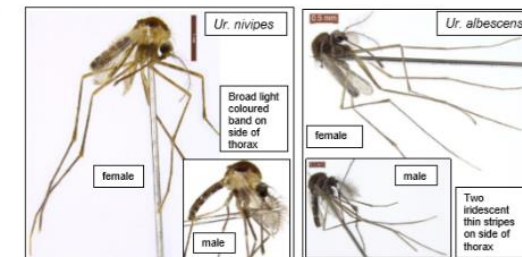 Ur. nivipes
Broad light
coloured
band on
side of
thorax
female
male
0.5 mm
Ur. albescens
female
male
Two
iridescent
thin stripes
on side of
thorax